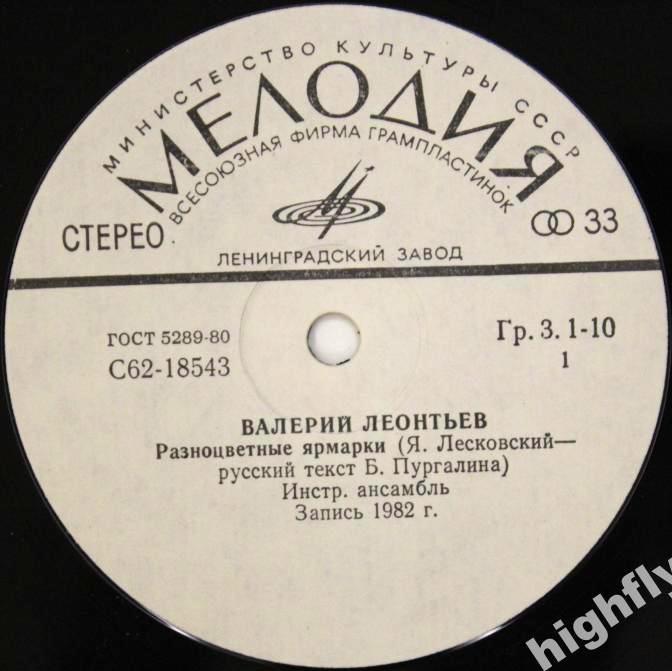 МИНИСТЕРСТВО КУЛЬТУРЫ СССР
МЕЛОДИЯ
ВСЕСОЮЗНАЯ ФИРМА ГРАМПЛАСТИНОК
СТЕРЕО
33
ЛЕНИНГРАДСКИЙ ЗАВОД
ГОСТ 5289-80
С62-18543
Гр. 3. 1-10
1
ВАЛЕРИЙ ЛЕОНТЬЕВ
Разноцветные ярмарки (Я. Лесковский—
русский текст Б. Пургалина)
Инстр. ансамбль
Запись 1982 г.
highfly